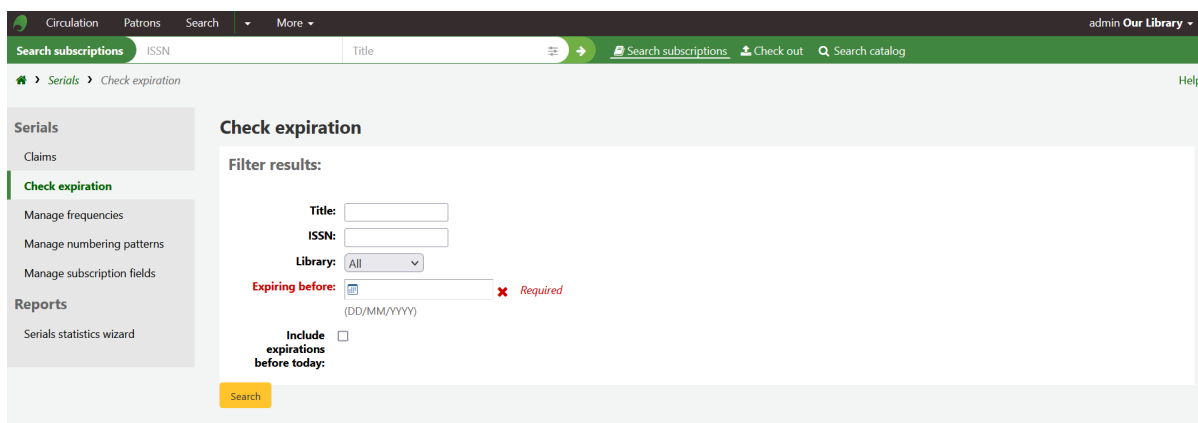 Circulation Patrons Search More admin Our Library
Search subscriptions ISSN Title Search subscriptions Check out Search catalog
Serials Check expiration Help
Serials
Claims
Check expiration
Manage frequencies
Manage numbering patterns
Manage subscription fields
Reports
Serials statistics wizard
Check expiration
Filter results:
Title:
ISSN:
Library: All
Expiring before: Required
(DD/MM/YYYY)
Include
expirations
before today:
Search